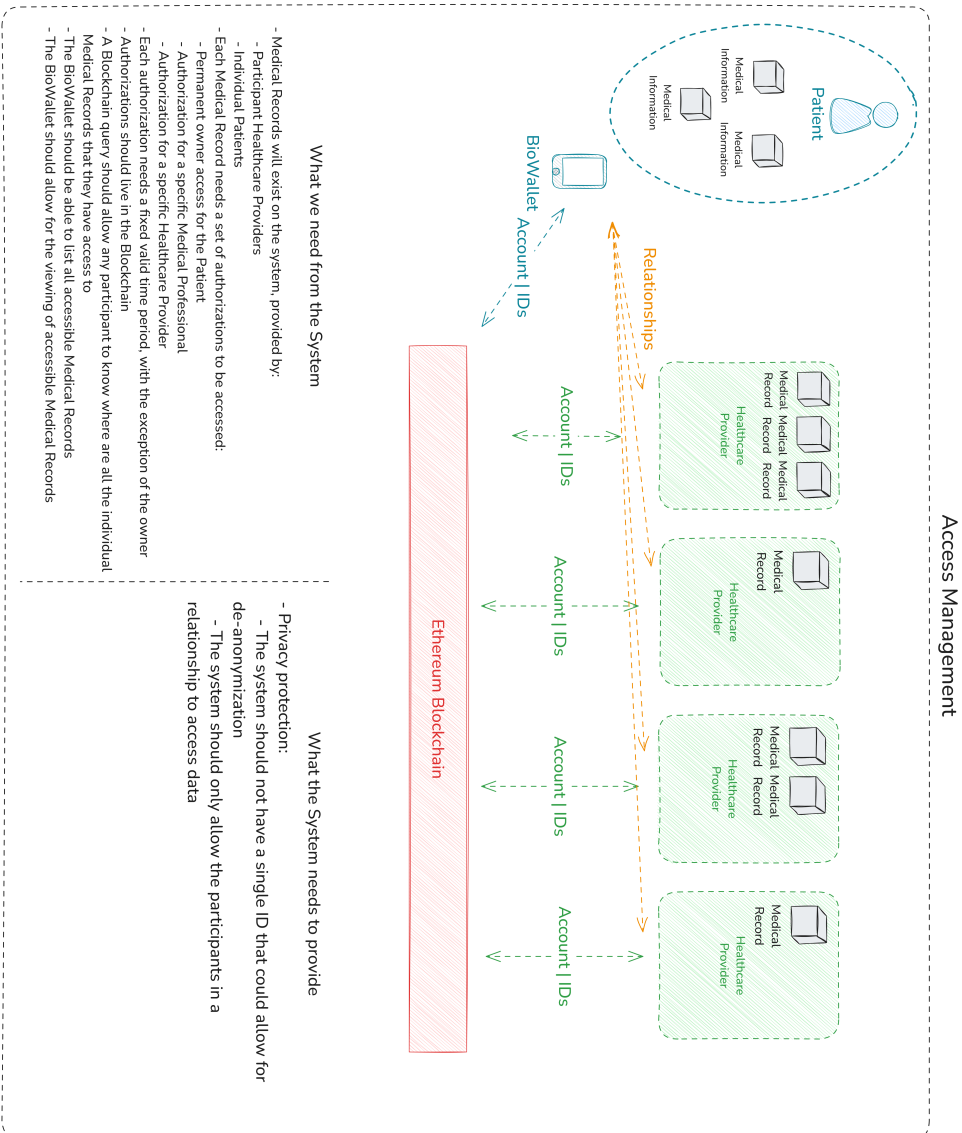 Access Management
Patient
Medical
Information
Medical
Information
Medical
Information
BioWallet
Account | IDs
Relationships
Medical
Record
Medical
Record
Medical
Record
Healthcare
Provider
Medical
Record
Healthcare
Provider
Medical
Record
Medical
Record
Healthcare
Provider
Medical
Record
Healthcare
Provider
Account | IDs
Account | IDs
Account | IDs
Account | IDs
Ethereum Blockchain
What we need from the System
- Medical Records will exist on the system, provided by:
- Participant Healthcare Providers
- Individual Patients
- Each Medical Record needs a set of authorizations to be accessed:
- Permanent owner access for the Patient
- Authorization for a specific Medical Professional
- Authorization for a specific Healthcare Provider
- Each authorization needs a fixed valid time period, with the exception of the owner
- Authorizations should live in the Blockchain
- A Blockchain query should allow any participant to know where are all the individual
Medical Records that they have access to
- The BioWallet should be able to list all accessible Medical Records
- The BioWallet should allow for the viewing of accessible Medical Records
What the System needs to provide
- Privacy protection:
- The system should not have a single ID that could allow for
de-anonymization
- The system should only allow the participants in a
relationship to access data